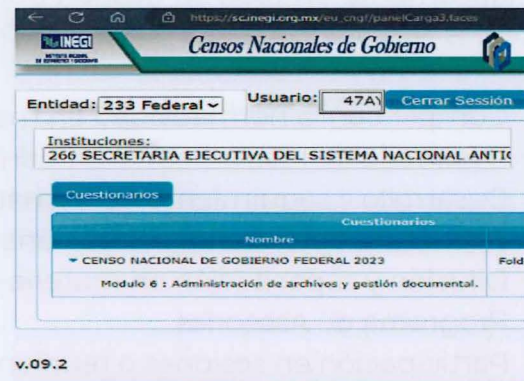 https://sc.inegi.org.mx/eu_cngf/panelCarga3.faces
INEGI
Censos Nacionales de Gobierno
Entidad: 233 Federal Usuario: 47A Cerrar Sessión
Instituciones:
266 SECRETARIA EJECUTIVA DEL SISTEMA NACIONAL ANTIC
Cuestionarios
Cuestionarios
Nombre
CENSO NACIONAL DE GOBIERNO FEDERAL 2023 Fold
Modulo 6 : Administración de archivos y gestión documental.
v.09.2